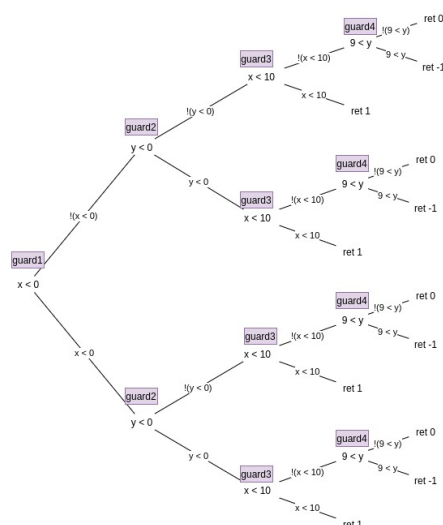 ret 0
guard4
!(9 < y)
9 < y
9 < y
ret -1
guard3
!(x < 10)
x < 10
x < 10
ret 1
guard2
!(y < 0)
y < 0
y < 0
guard4
ret 0
!(9 < y)
9 < y
9 < y
ret -1
guard3
!(x < 10)
x < 10
x < 10
ret 1
!(x < 0)
guard1
x < 0
x < 0
guard4
ret 0
!(9 < y)
9 < y
9 < y
ret -1
guard3
!(x < 10)
x < 10
x < 10
ret 1
guard2
!(y < 0)
y < 0
y < 0
guard4
ret 0
!(9 < y)
9 < y
9 < y
ret -1
guard3
!(x < 10)
x < 10
x < 10
ret 1